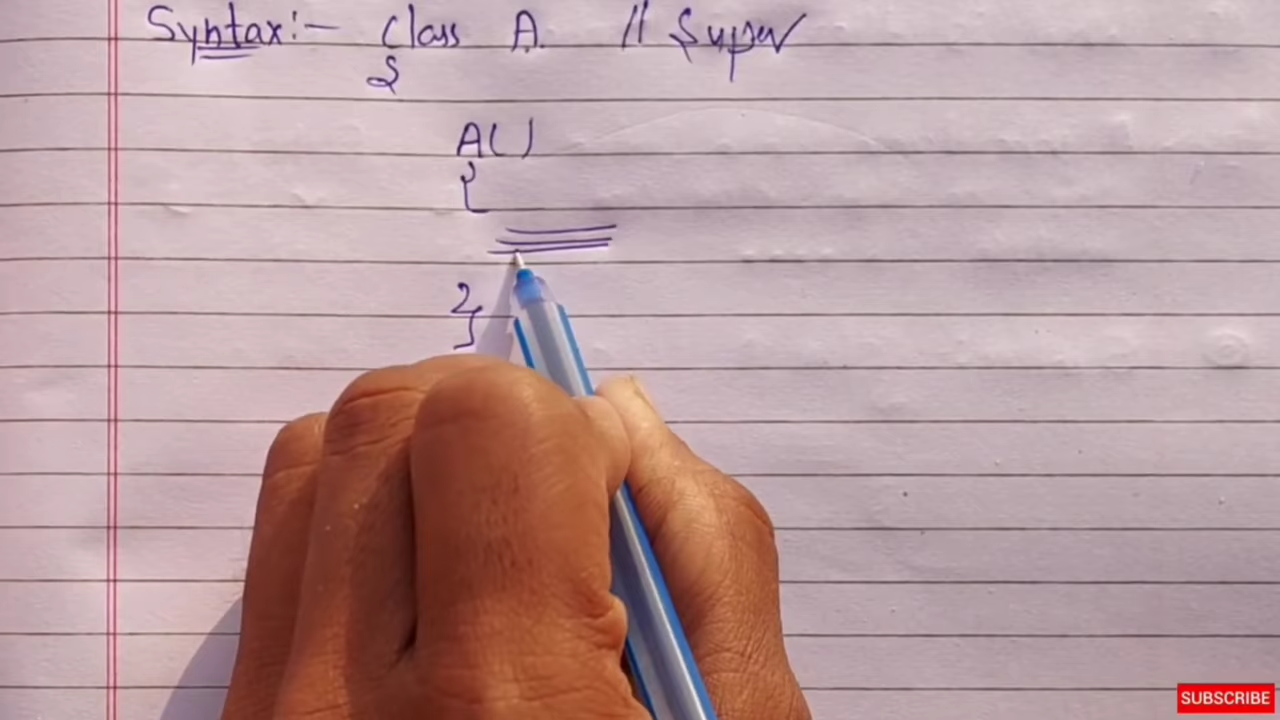 Syntax:- Class A // Super
{
A()
{
}
SUBSCRIBE